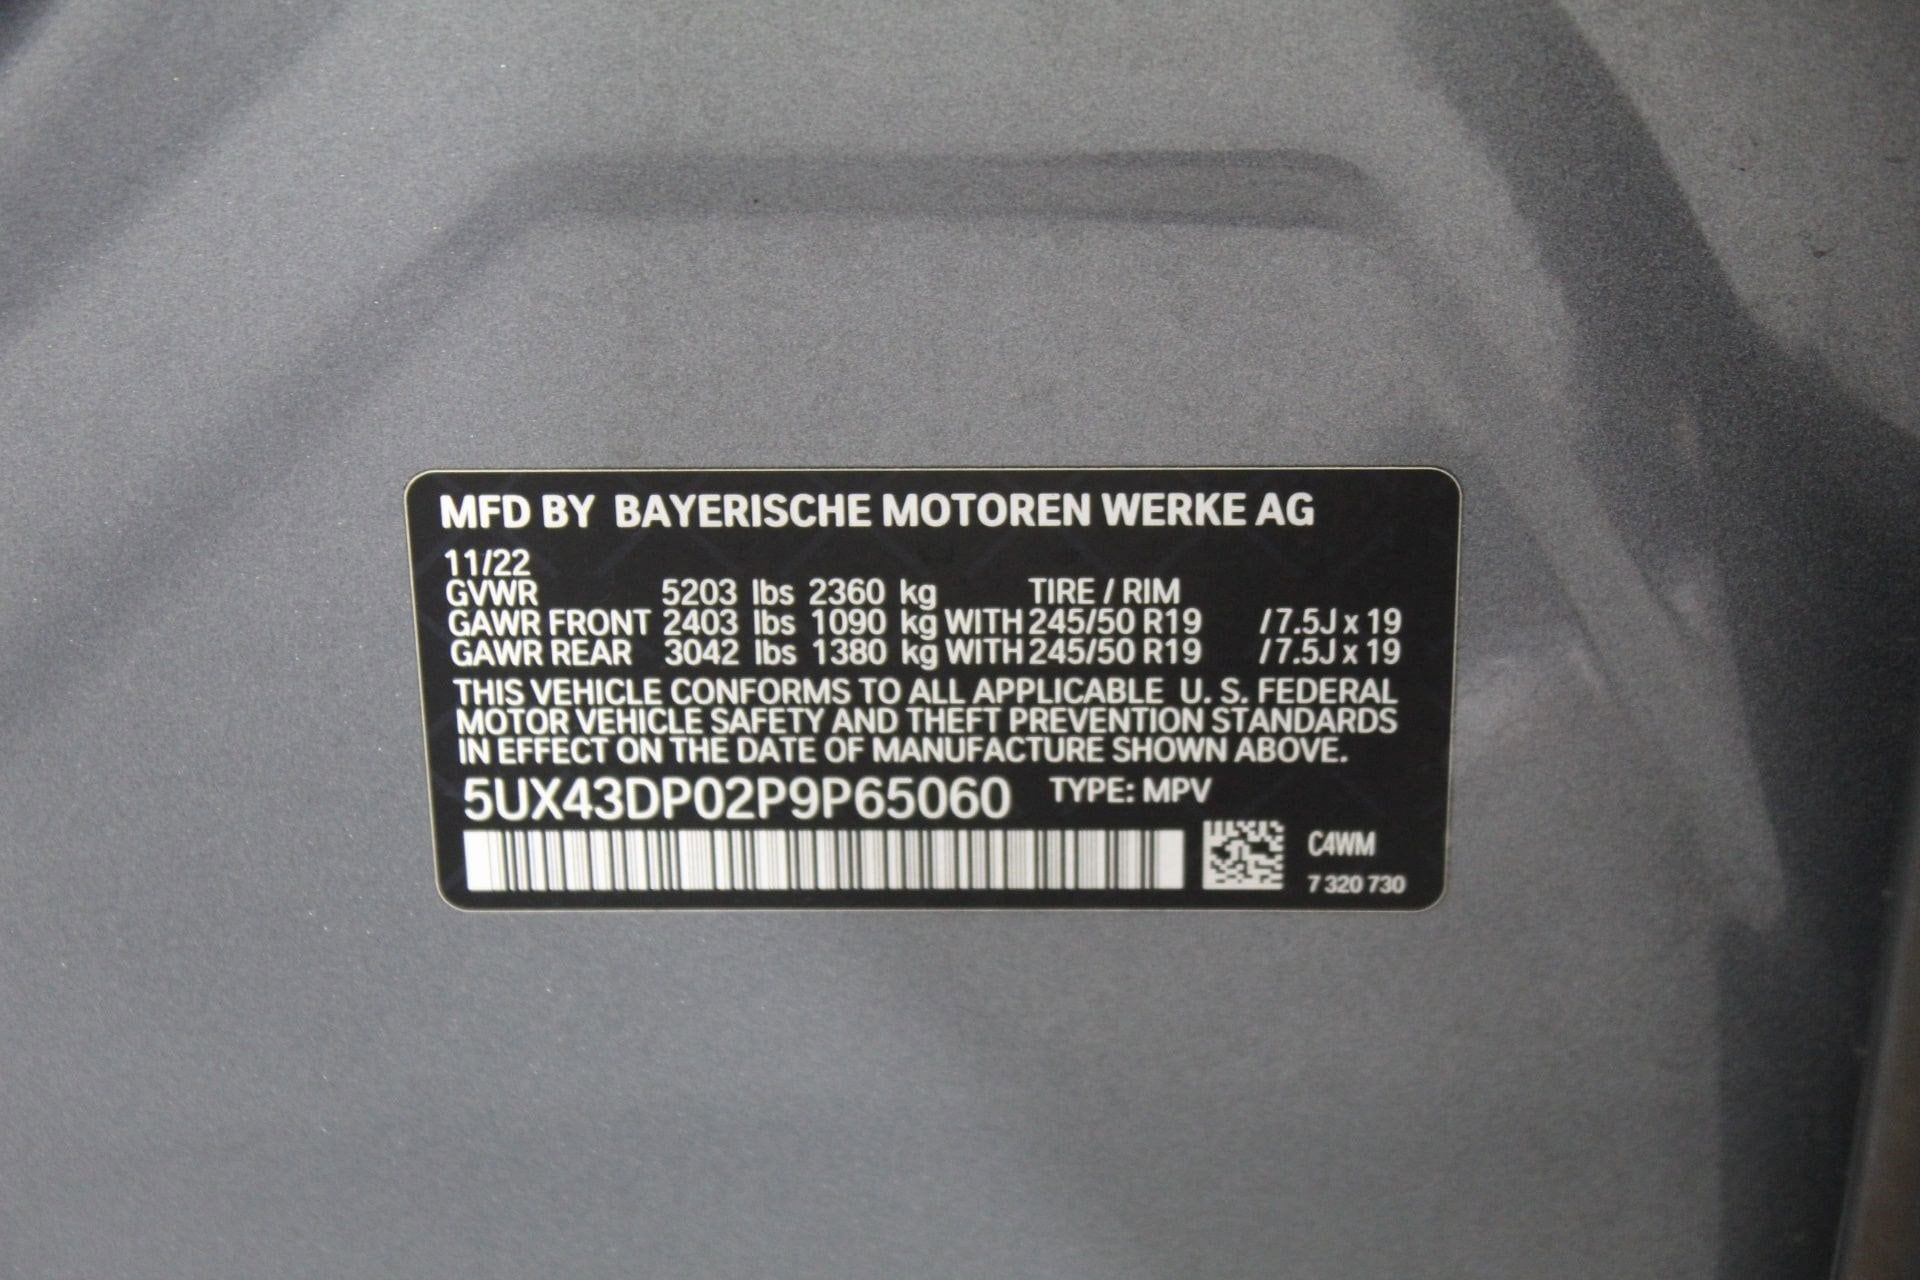 MFD BY BAYERISCHE MOTOREN WERKE AG
11/22
GVWR 5203 lbs 2360 kg TIRE / RIM
GAWR FRONT 2403 lbs 1090 kg WITH 245/50 R19 / 7.5J x 19
GAWR REAR 3042 lbs 1380 kg WITH 245/50 R19 / 7.5J x 19
THIS VEHICLE CONFORMS TO ALL APPLICABLE U. S. FEDERAL
MOTOR VEHICLE SAFETY AND THEFT PREVENTION STANDARDS
IN EFFECT ON THE DATE OF MANUFACTURE SHOWN ABOVE.
5UX43DP02P9P65060 TYPE: MPV
C4WM
7 320 730